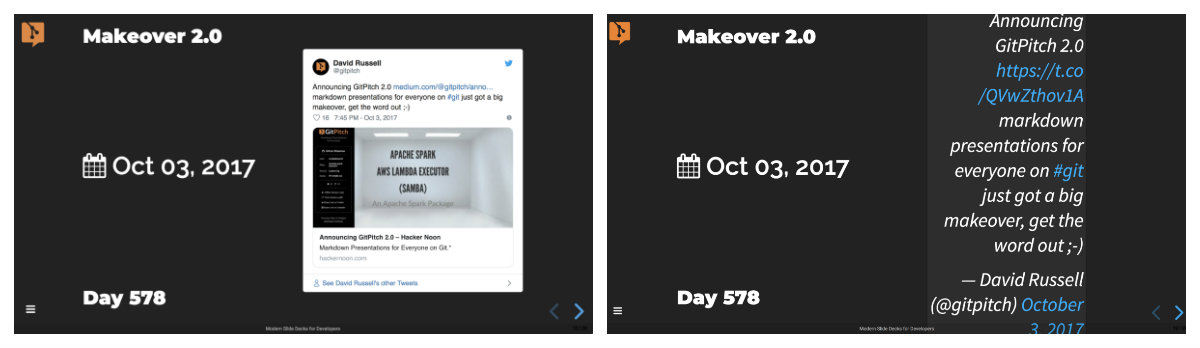 Makeover 2.0
David Russell
@gitpitch
Announcing GitPitch 2.0 medium.com/@gitpitch/anno…
markdown presentations for everyone on #git just got a big
makeover, get the word out ;-)
16 7:45 PM - Oct 3, 2017
GitPitch
APACHE SPARK
AWS LAMBDA EXECUTOR
(SAMBA)
An Apache Spark Package
Announcing GitPitch 2.0 – Hacker Noon
Markdown Presentations for Everyone on Git.*
hackernoon.com
See David Russell's other Tweets
Oct 03, 2017
Day 578
Modern Slide Decks for Developers
Makeover 2.0
Oct 03, 2017
Day 578
Announcing
GitPitch 2.0
https://t.co
/QVwZthov1A
markdown
presentations for
everyone on #git
just got a big
makeover, get the
word out ;-)
— David Russell
(@gitpitch) October
3, 2017
Modern Slide Decks for Developers